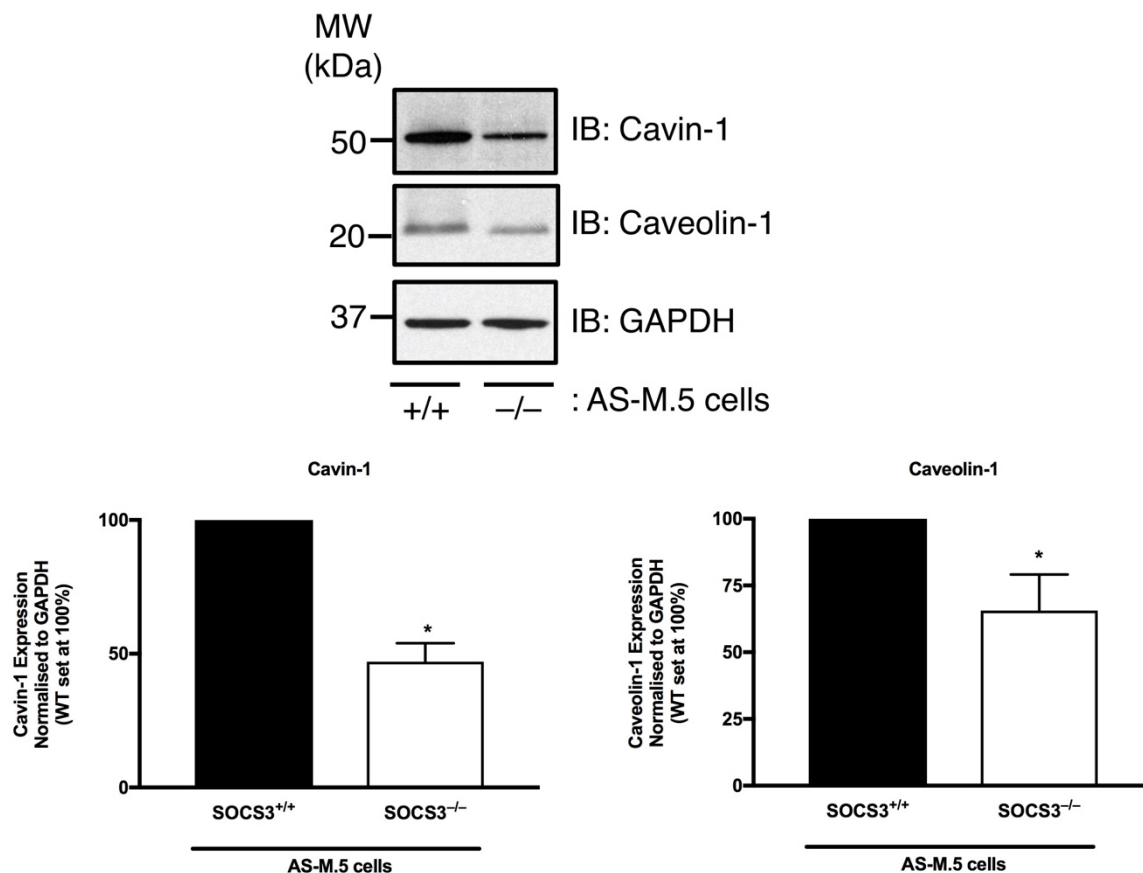 MW
(kDa)
50
IB: Cavin-1
20
IB: Caveolin-1
37
IB: GAPDH
+/+ –/– : AS-M.5 cells
Cavin-1
Cavin-1 Expression
Normalised to GAPDH
(WT set at 100%)
100
50
0
*
SOCS3+/+ SOCS3–/–
AS-M.5 cells
Caveolin-1
Caveolin-1 Expression
Normalised to GAPDH
(WT set at 100%)
100
75
50
25
0
*
SOCS3+/+ SOCS3–/–
AS-M.5 cells